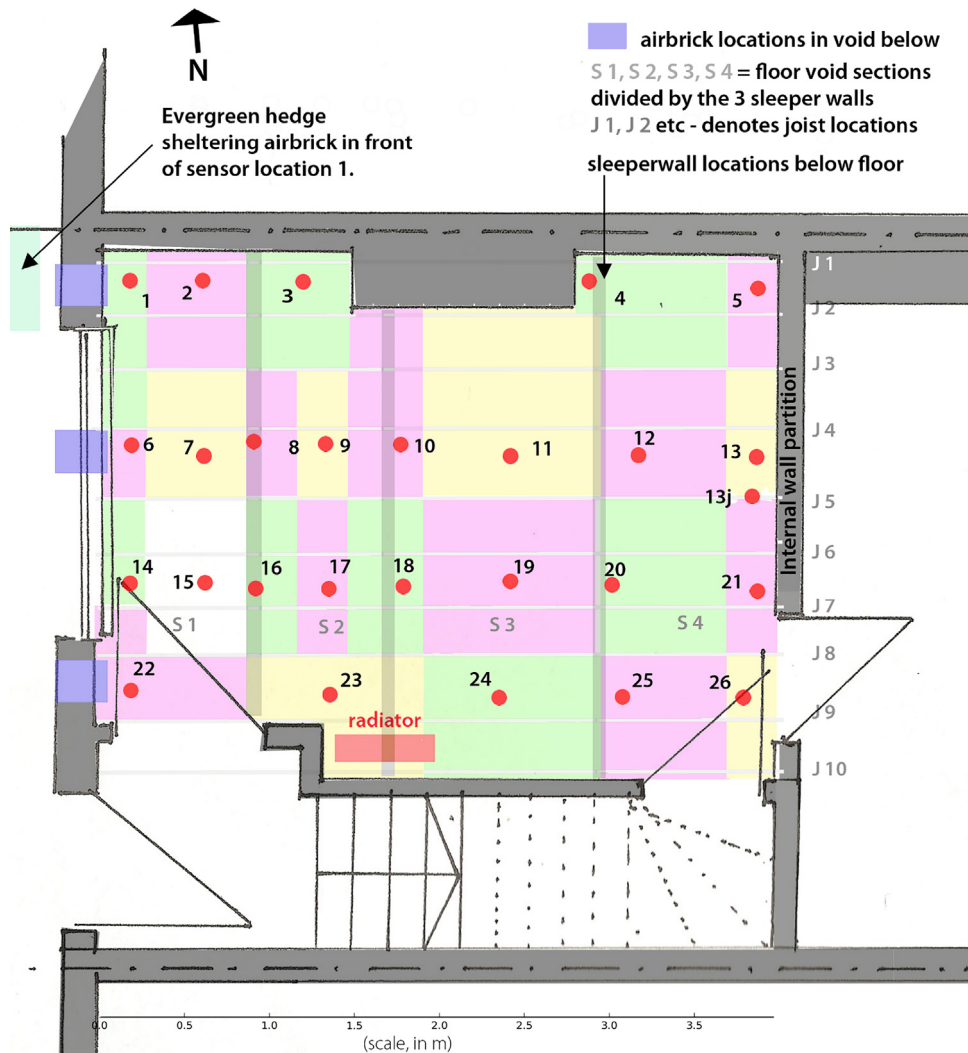 N
airbrick locations in void below
S 1, S 2, S 3, S 4 = floor void sections
divided by the 3 sleeper walls
J 1, J 2 etc - denotes joist locations
Evergreen hedge
sheltering airbrick in front
of sensor location 1.
sleeperwall locations below floor
J 1
1
2
3
4
5
J 2
J 3
J 4
6
7
8
9
10
11
12
13
13j
J 5
Internal wall partition
J 6
14
15
16
17
18
19
20
21
J 7
S 1
S 2
S 3
S 4
J 8
22
23
24
25
26
J 9
radiator
J 10
0.0
0.5
1.0
1.5
2.0
2.5
3.0
3.5
(scale, in m)